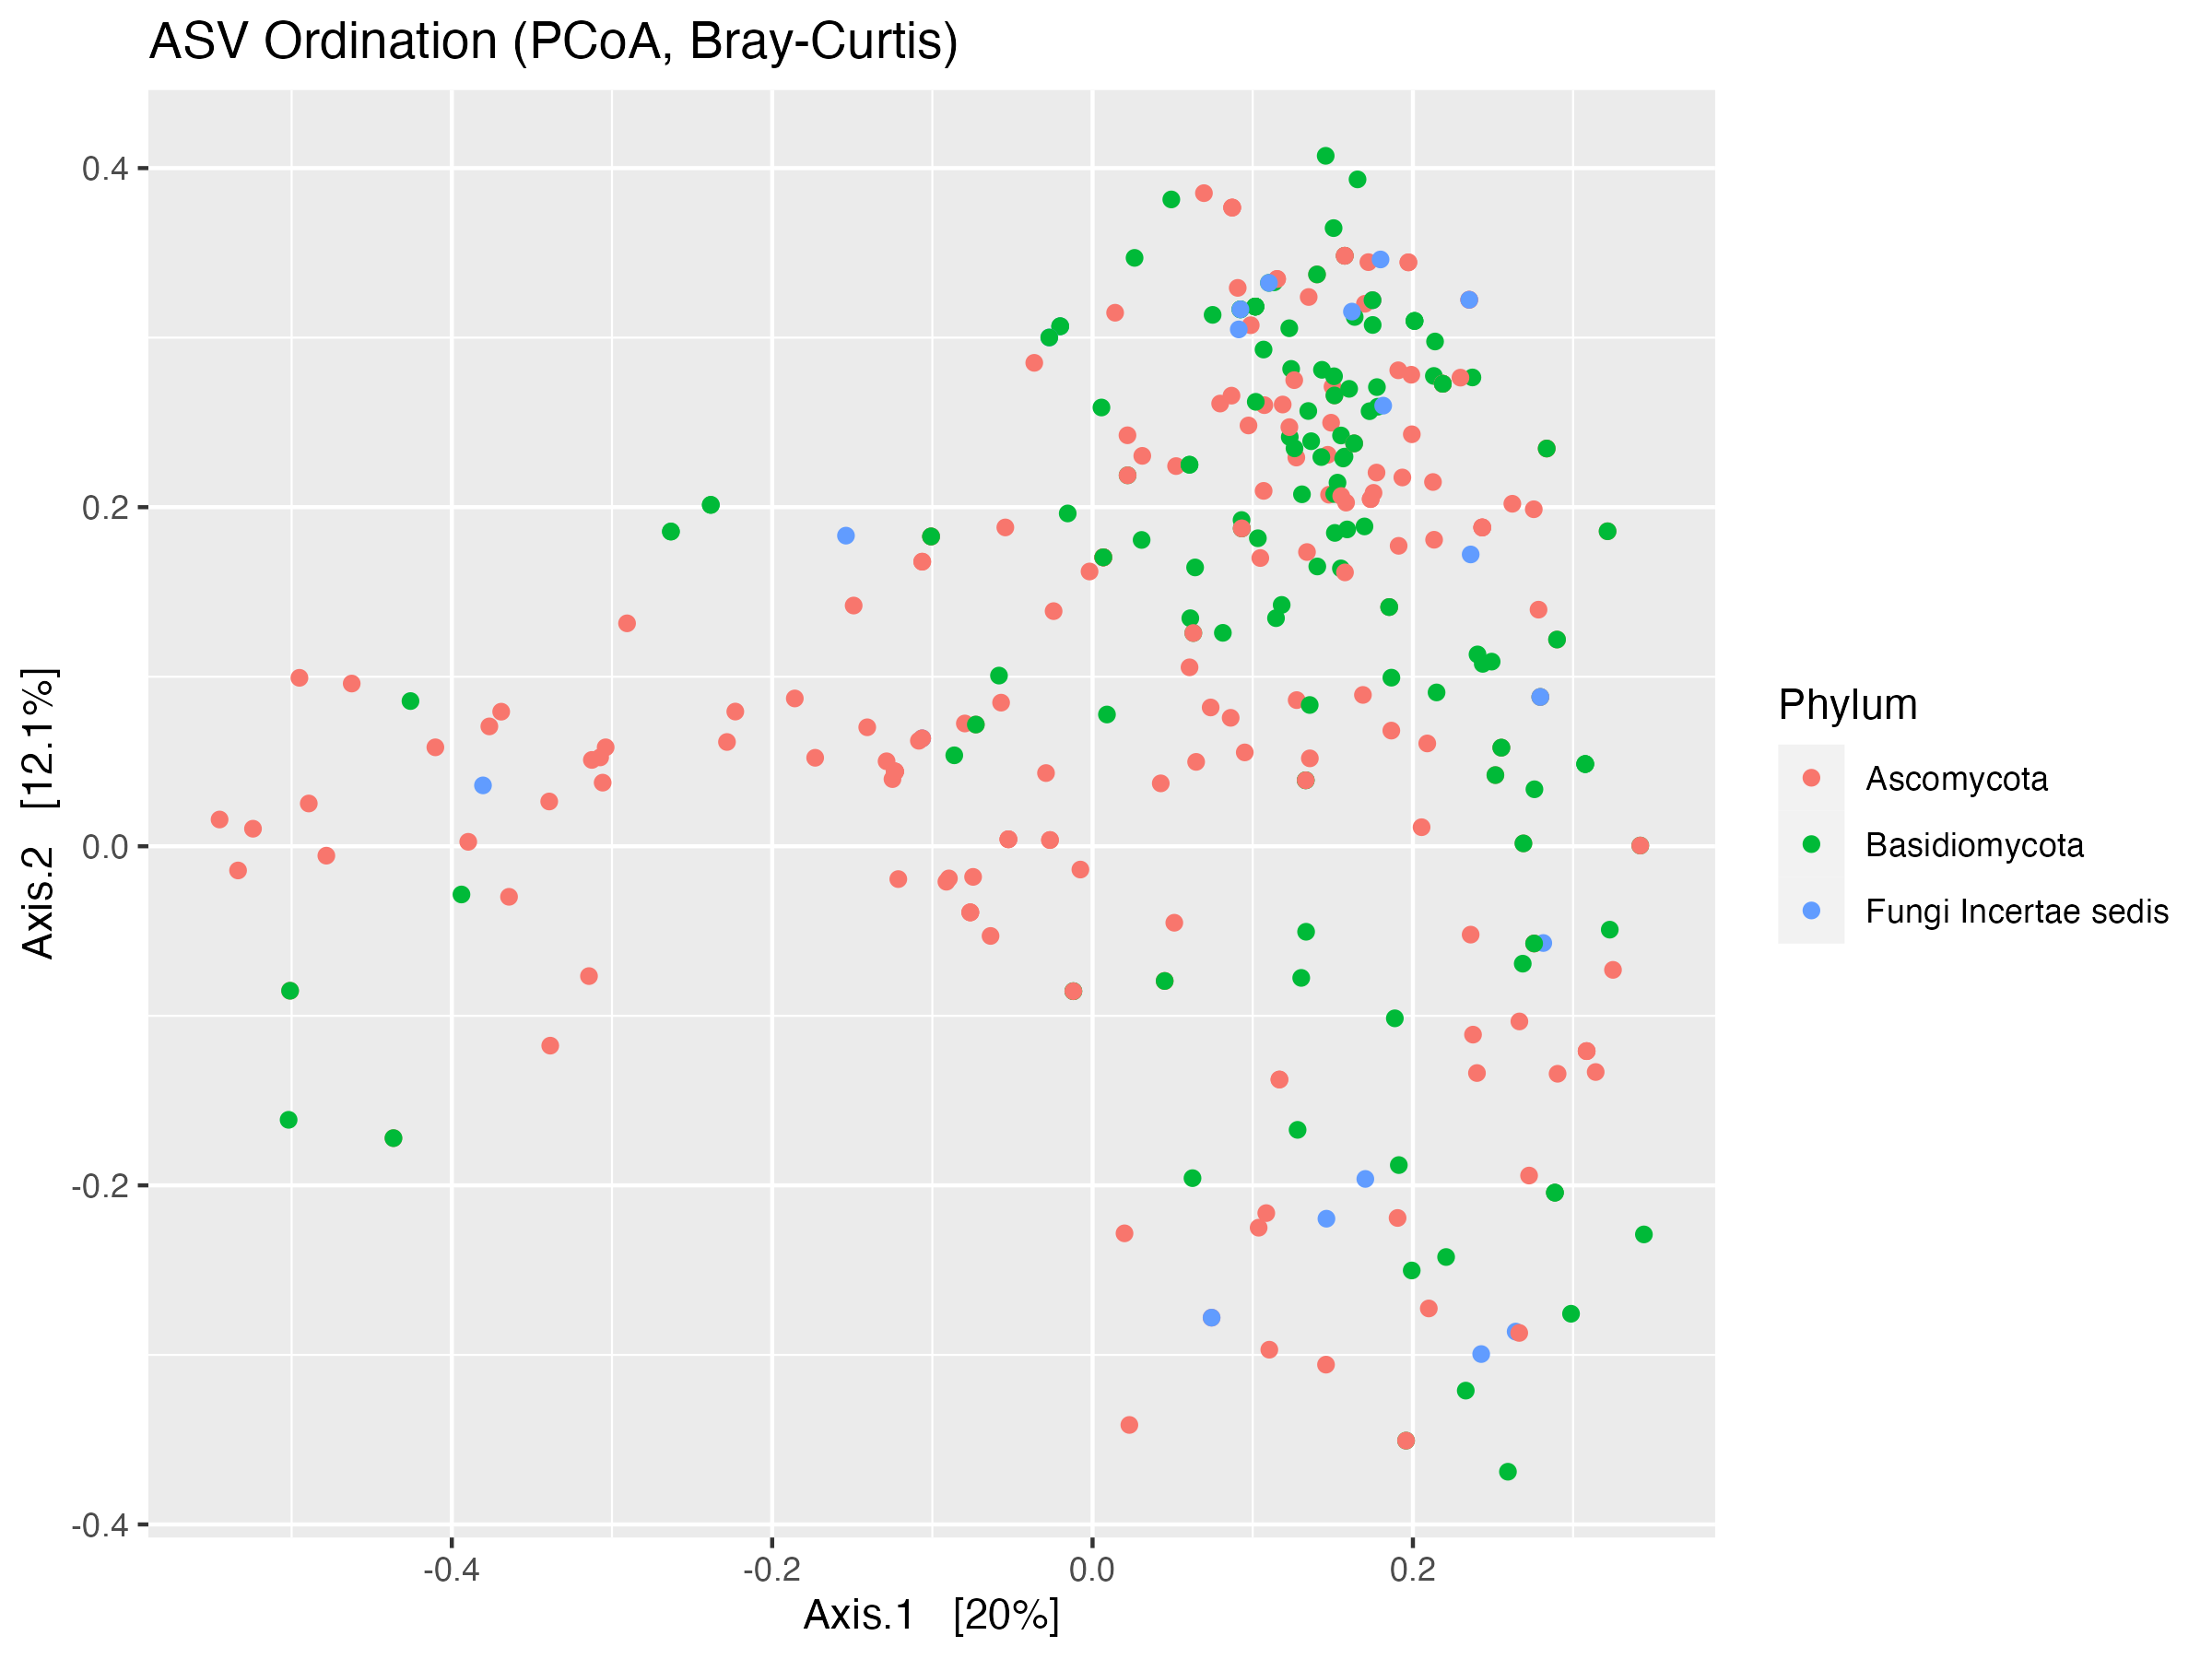 ASV Ordination (PCoA, Bray-Curtis)
0.4
0.2
0.0
-0.2
-0.4
Axis.2 [12.1%]
-0.4 -0.2 0.0 0.2
Axis.1 [20%]
Phylum
Ascomycota
Basidiomycota
Fungi Incertae sedis